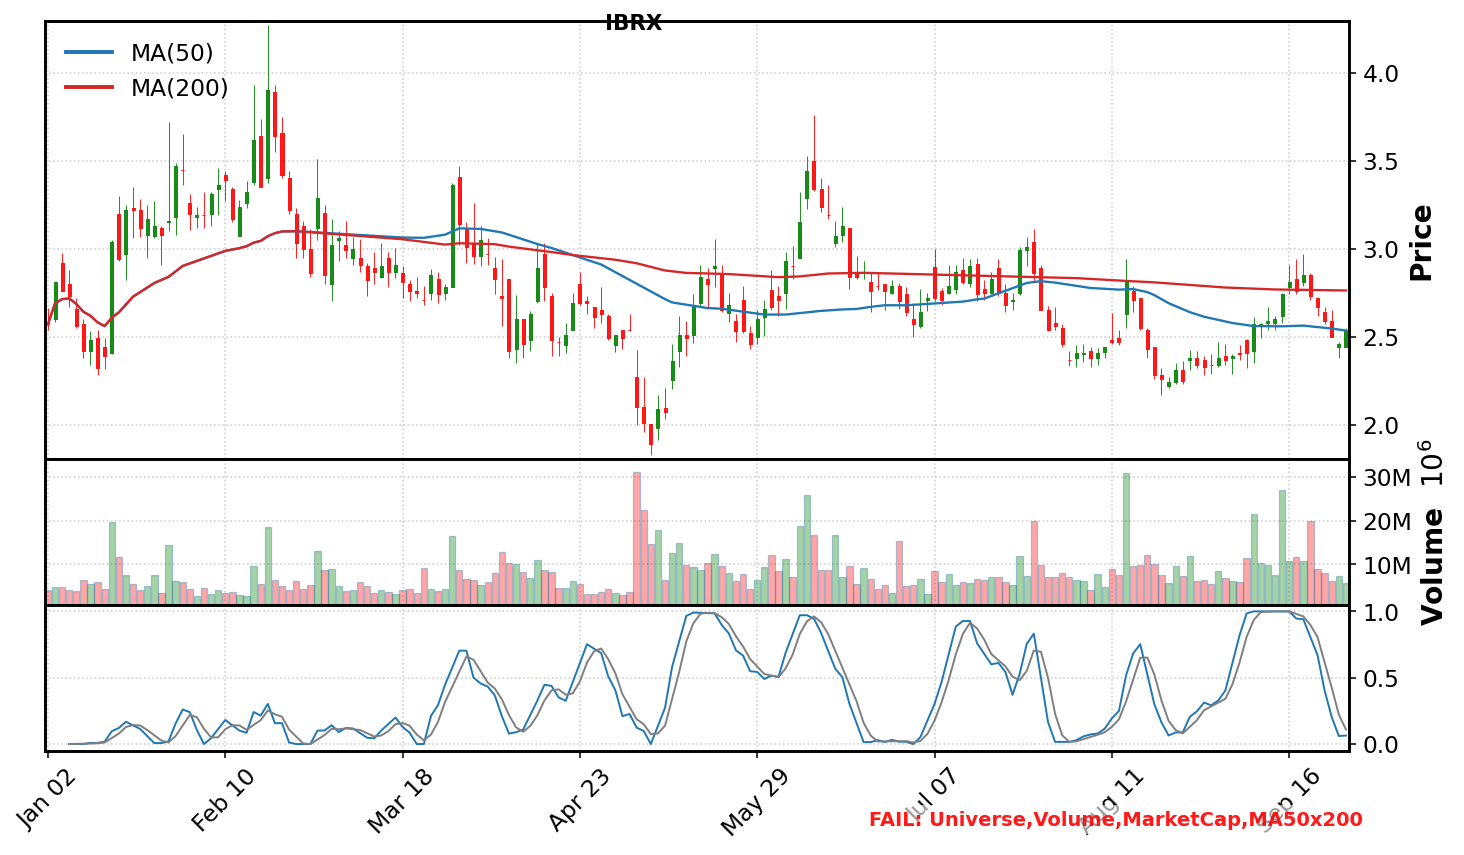 IBRX
MA(50)
MA(200)
4.0
3.5
3.0
2.5
2.0
Price
30M
20M
10M
Volume 10^6
1.0
0.5
0.0
Jan 02
Feb 10
Mar 18
Apr 23
May 29
Jul 07
Aug 11
Sep 16
FAIL: Universe,Volume,MarketCap,MA50x200